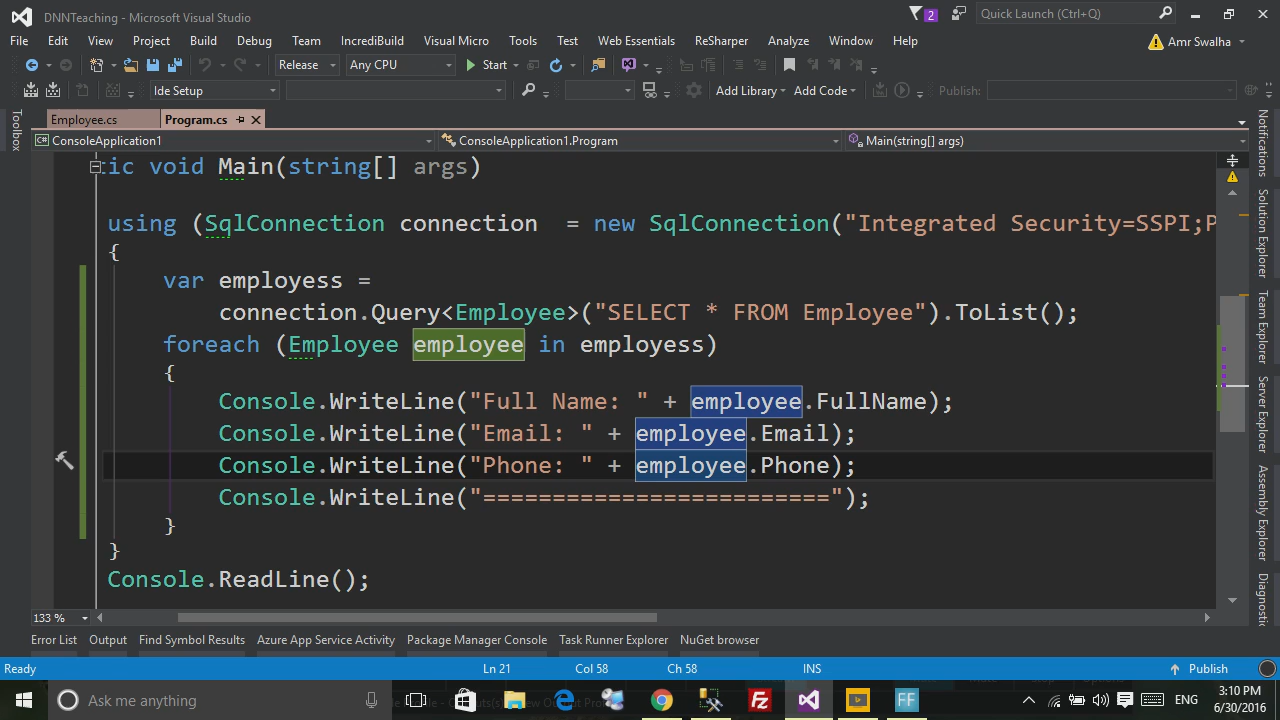 DNNTeaching - Microsoft Visual Studio
2
Quick Launch (Ctrl+Q)
File Edit View Project Build Debug Team IncrediBuild Visual Micro Tools Test Web Essentials ReSharper Analyze Window Help
Amr Swalha
Release Any CPU Start
Ide Setup Add Library Add Code Publish:
Employee.cs Program.cs
Toolbox
ConsoleApplication1 ConsoleApplication1.Program Main(string[] args)
tic void Main(string[] args)
using (SqlConnection connection = new SqlConnection("Integrated Security=SSPI;P
{
var employess =
connection.Query<Employee>("SELECT * FROM Employee").ToList();
foreach (Employee employee in employess)
{
Console.WriteLine("Full Name: " + employee.FullName);
Console.WriteLine("Email: " + employee.Email);
Console.WriteLine("Phone: " + employee.Phone);
Console.WriteLine("=========================");
}
}
Console.ReadLine();
Notifications
Solution Explorer
Team Explorer
Server Explorer
Assembly Explorer
133 %
Error List Output Find Symbol Results Azure App Service Activity Package Manager Console Task Runner Explorer NuGet browser
Ready Ln 21 Col 58 Ch 58 INS Publish
Ask me anything
Fz
FF
ENG
3:10 PM
6/30/2016